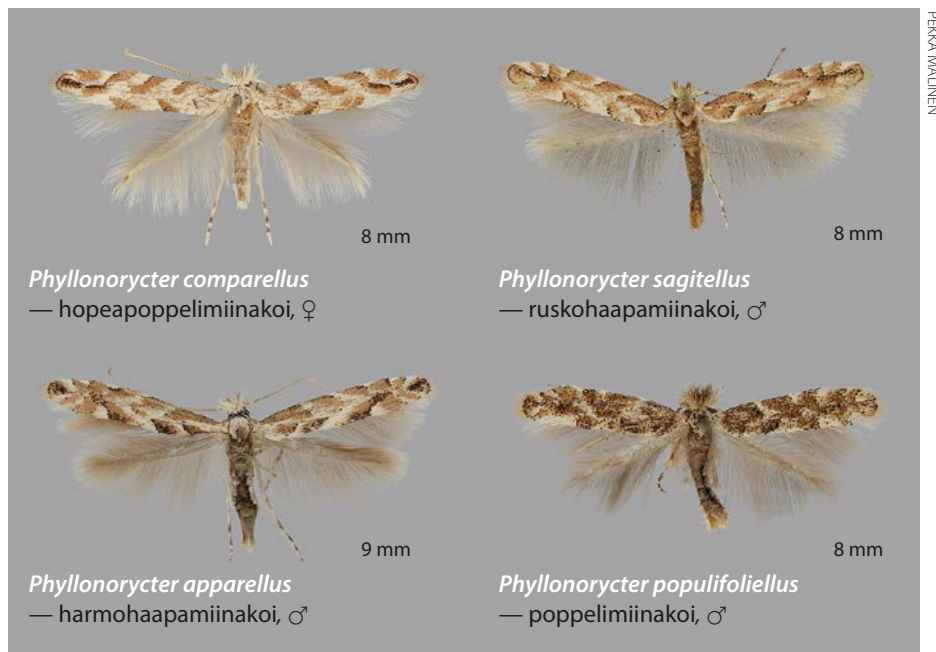 PEKKA MALINEN
8 mm
8 mm
Phyllonorycter comparellus
— hopeapoppelimiinakoi, ♀
Phyllonorycter sagitellus
— ruskohaapamiinakoi, ♂
9 mm
8 mm
Phyllonorycter apparellus
— harmohaapamiinakoi, ♂
Phyllonorycter populifoliellus
— poppelimiinakoi, ♂